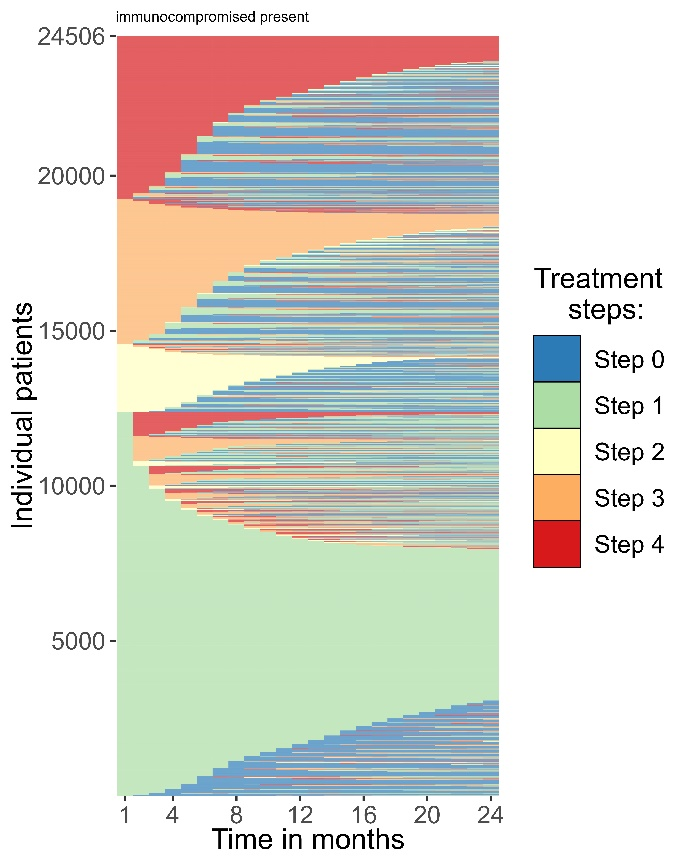 immunocompromised present
24506
20000
15000
10000
5000
Individual patients
1 4 8 12 16 20 24
Time in months
Treatment
steps:
Step 0
Step 1
Step 2
Step 3
Step 4